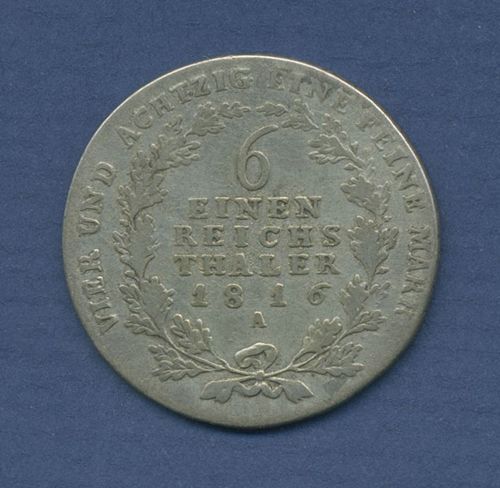 VIER UND ACHTZIG EINE FEINE MARK
6
EINEN
REICHS
THALER
1816
A